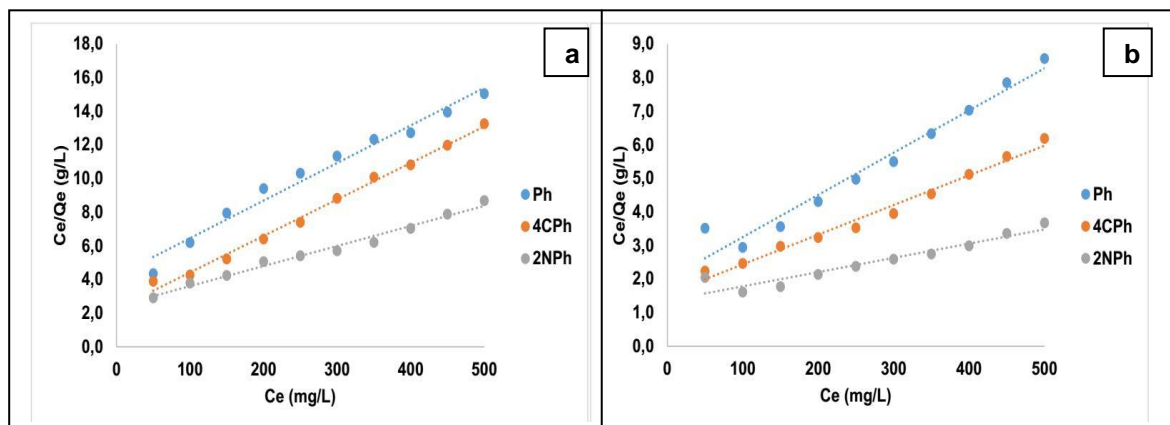 a
18,0
16,0
14,0
12,0
10,0
8,0
6,0
4,0
2,0
0,0
Ce/Qe (g/L)
0 100 200 300 400 500
Ce (mg/L)
Ph
4CPh
2NPh
b
9,0
8,0
7,0
6,0
5,0
4,0
3,0
2,0
1,0
0,0
Ce/Qe (g/L)
0 100 200 300 400 500
Ce (mg/L)
Ph
4CPh
2NPh